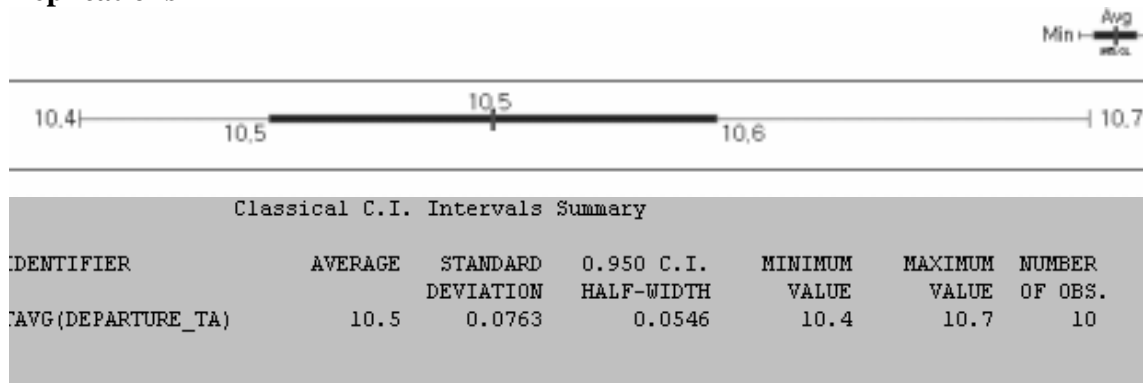 Avg
Min
10,4
10,5
10,5
10,6
10,7
Classical C.I. Intervals Summary
IDENTIFIER AVERAGE STANDARD DEVIATION 0.950 C.I. HALF-WIDTH MINIMUM VALUE MAXIMUM VALUE NUMBER OF OBS.
TAVG(DEPARTURE_TA) 10.5 0.0763 0.0546 10.4 10.7 10